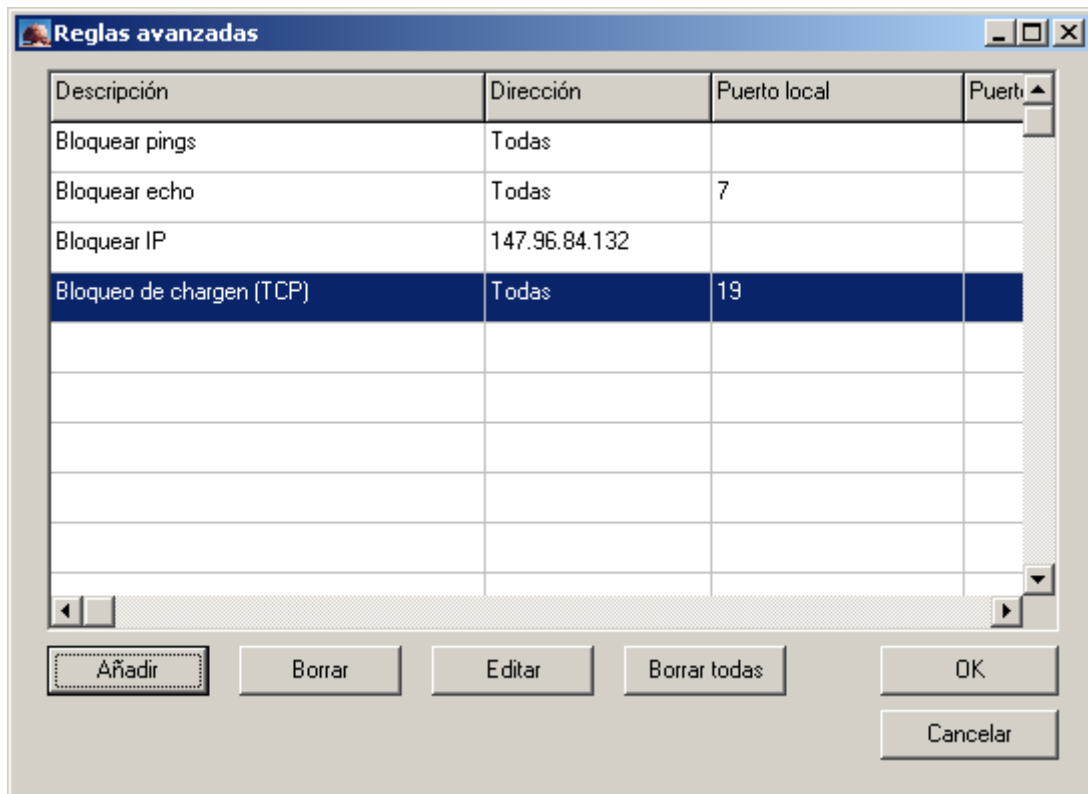 Reglas avanzadas
Descripción Dirección Puerto local Puert
Bloquear pings Todas
Bloquear echo Todas 7
Bloquear IP 147.96.84.132
Bloqueo de chargen (TCP) Todas 19
Añadir Borrar Editar Borrar todas OK
Cancelar